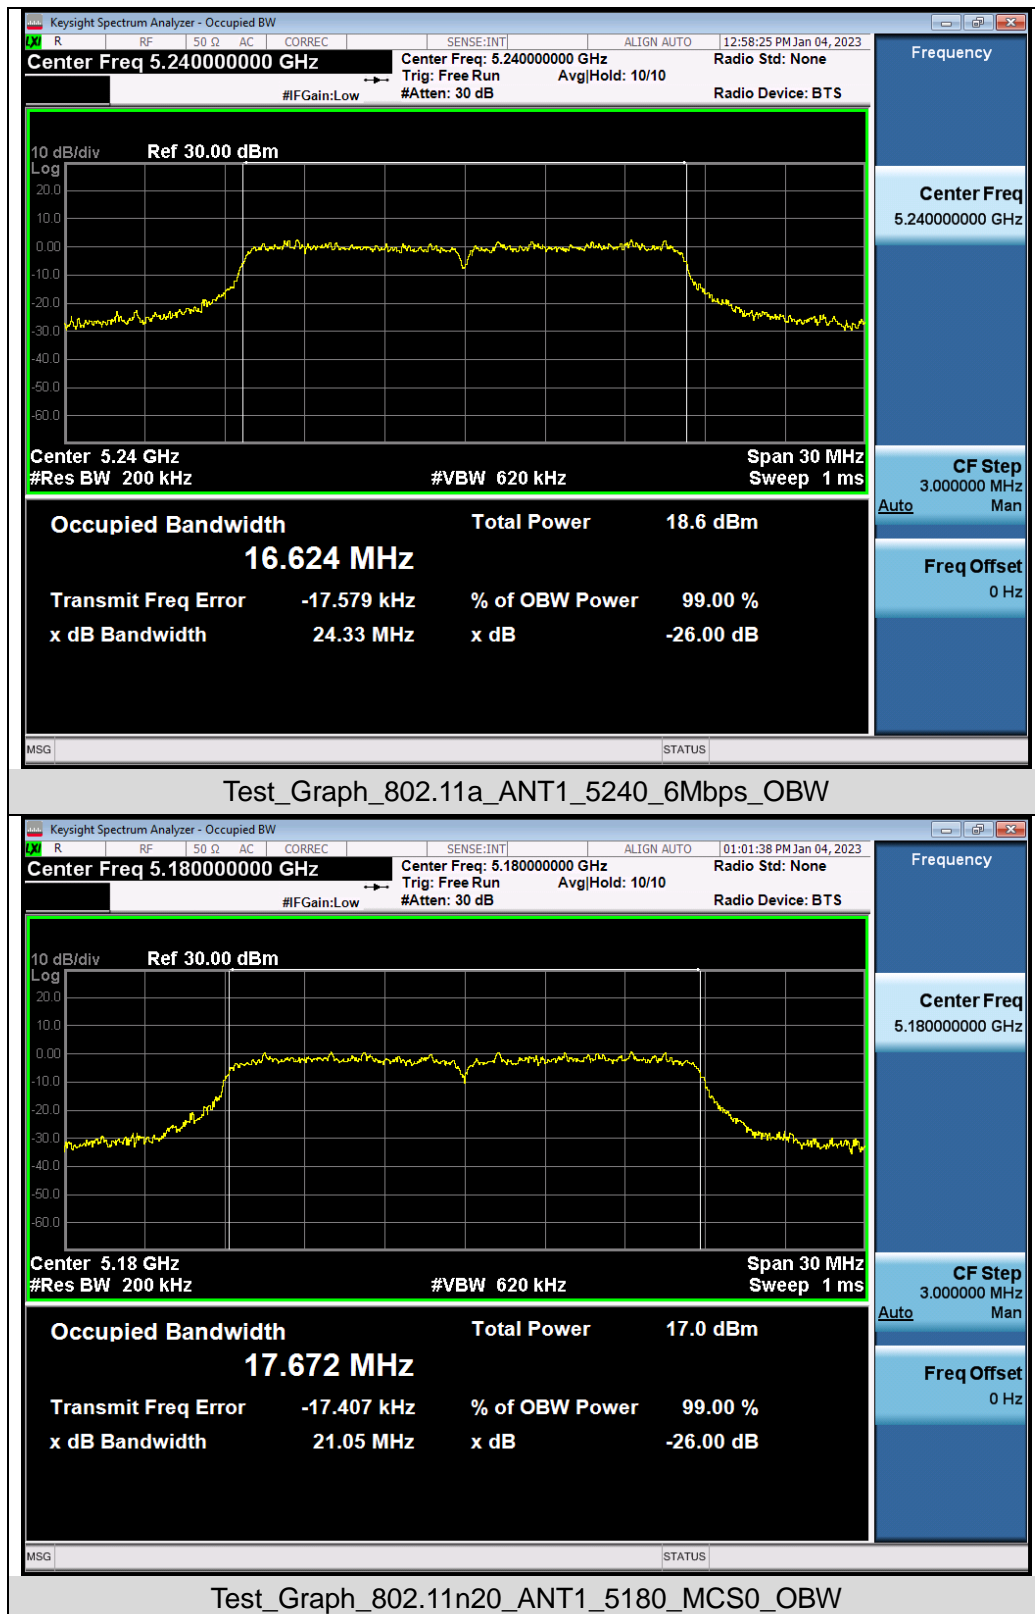 Keysight Spectrum Analyzer - Occupied BW
LXI R RF 50 Ω AC CORREC SENSE:INT ALIGN AUTO 12:58:25 PM Jan 04, 2023
Center Freq 5.240000000 GHz
Center Freq: 5.240000000 GHz Radio Std: None
Trig: Free Run Avg|Hold: 10/10
#IFGain:Low #Atten: 30 dB Radio Device: BTS
Frequency
10 dB/div Ref 30.00 dBm
Log
20.0
10.0
0.00
-10.0
-20.0
-30.0
-40.0
-50.0
-60.0
Center Freq
5.240000000 GHz
Center 5.24 GHz Span 30 MHz
#Res BW 200 kHz #VBW 620 kHz Sweep 1 ms
CF Step
3.000000 MHz
Auto Man
Occupied Bandwidth Total Power 18.6 dBm
16.624 MHz
Transmit Freq Error -17.579 kHz % of OBW Power 99.00 %
x dB Bandwidth 24.33 MHz x dB -26.00 dB
Freq Offset
0 Hz
MSG STATUS
Test_Graph_802.11a_ANT1_5240_6Mbps_OBW
Keysight Spectrum Analyzer - Occupied BW
LXI R RF 50 Ω AC CORREC SENSE:INT ALIGN AUTO 01:01:38 PM Jan 04, 2023
Center Freq 5.180000000 GHz
Center Freq: 5.180000000 GHz Radio Std: None
Trig: Free Run Avg|Hold: 10/10
#IFGain:Low #Atten: 30 dB Radio Device: BTS
Frequency
10 dB/div Ref 30.00 dBm
Log
20.0
10.0
0.00
-10.0
-20.0
-30.0
-40.0
-50.0
-60.0
Center Freq
5.180000000 GHz
Center 5.18 GHz Span 30 MHz
#Res BW 200 kHz #VBW 620 kHz Sweep 1 ms
CF Step
3.000000 MHz
Auto Man
Occupied Bandwidth Total Power 17.0 dBm
17.672 MHz
Transmit Freq Error -17.407 kHz % of OBW Power 99.00 %
x dB Bandwidth 21.05 MHz x dB -26.00 dB
Freq Offset
0 Hz
MSG STATUS
Test_Graph_802.11n20_ANT1_5180_MCS0_OBW